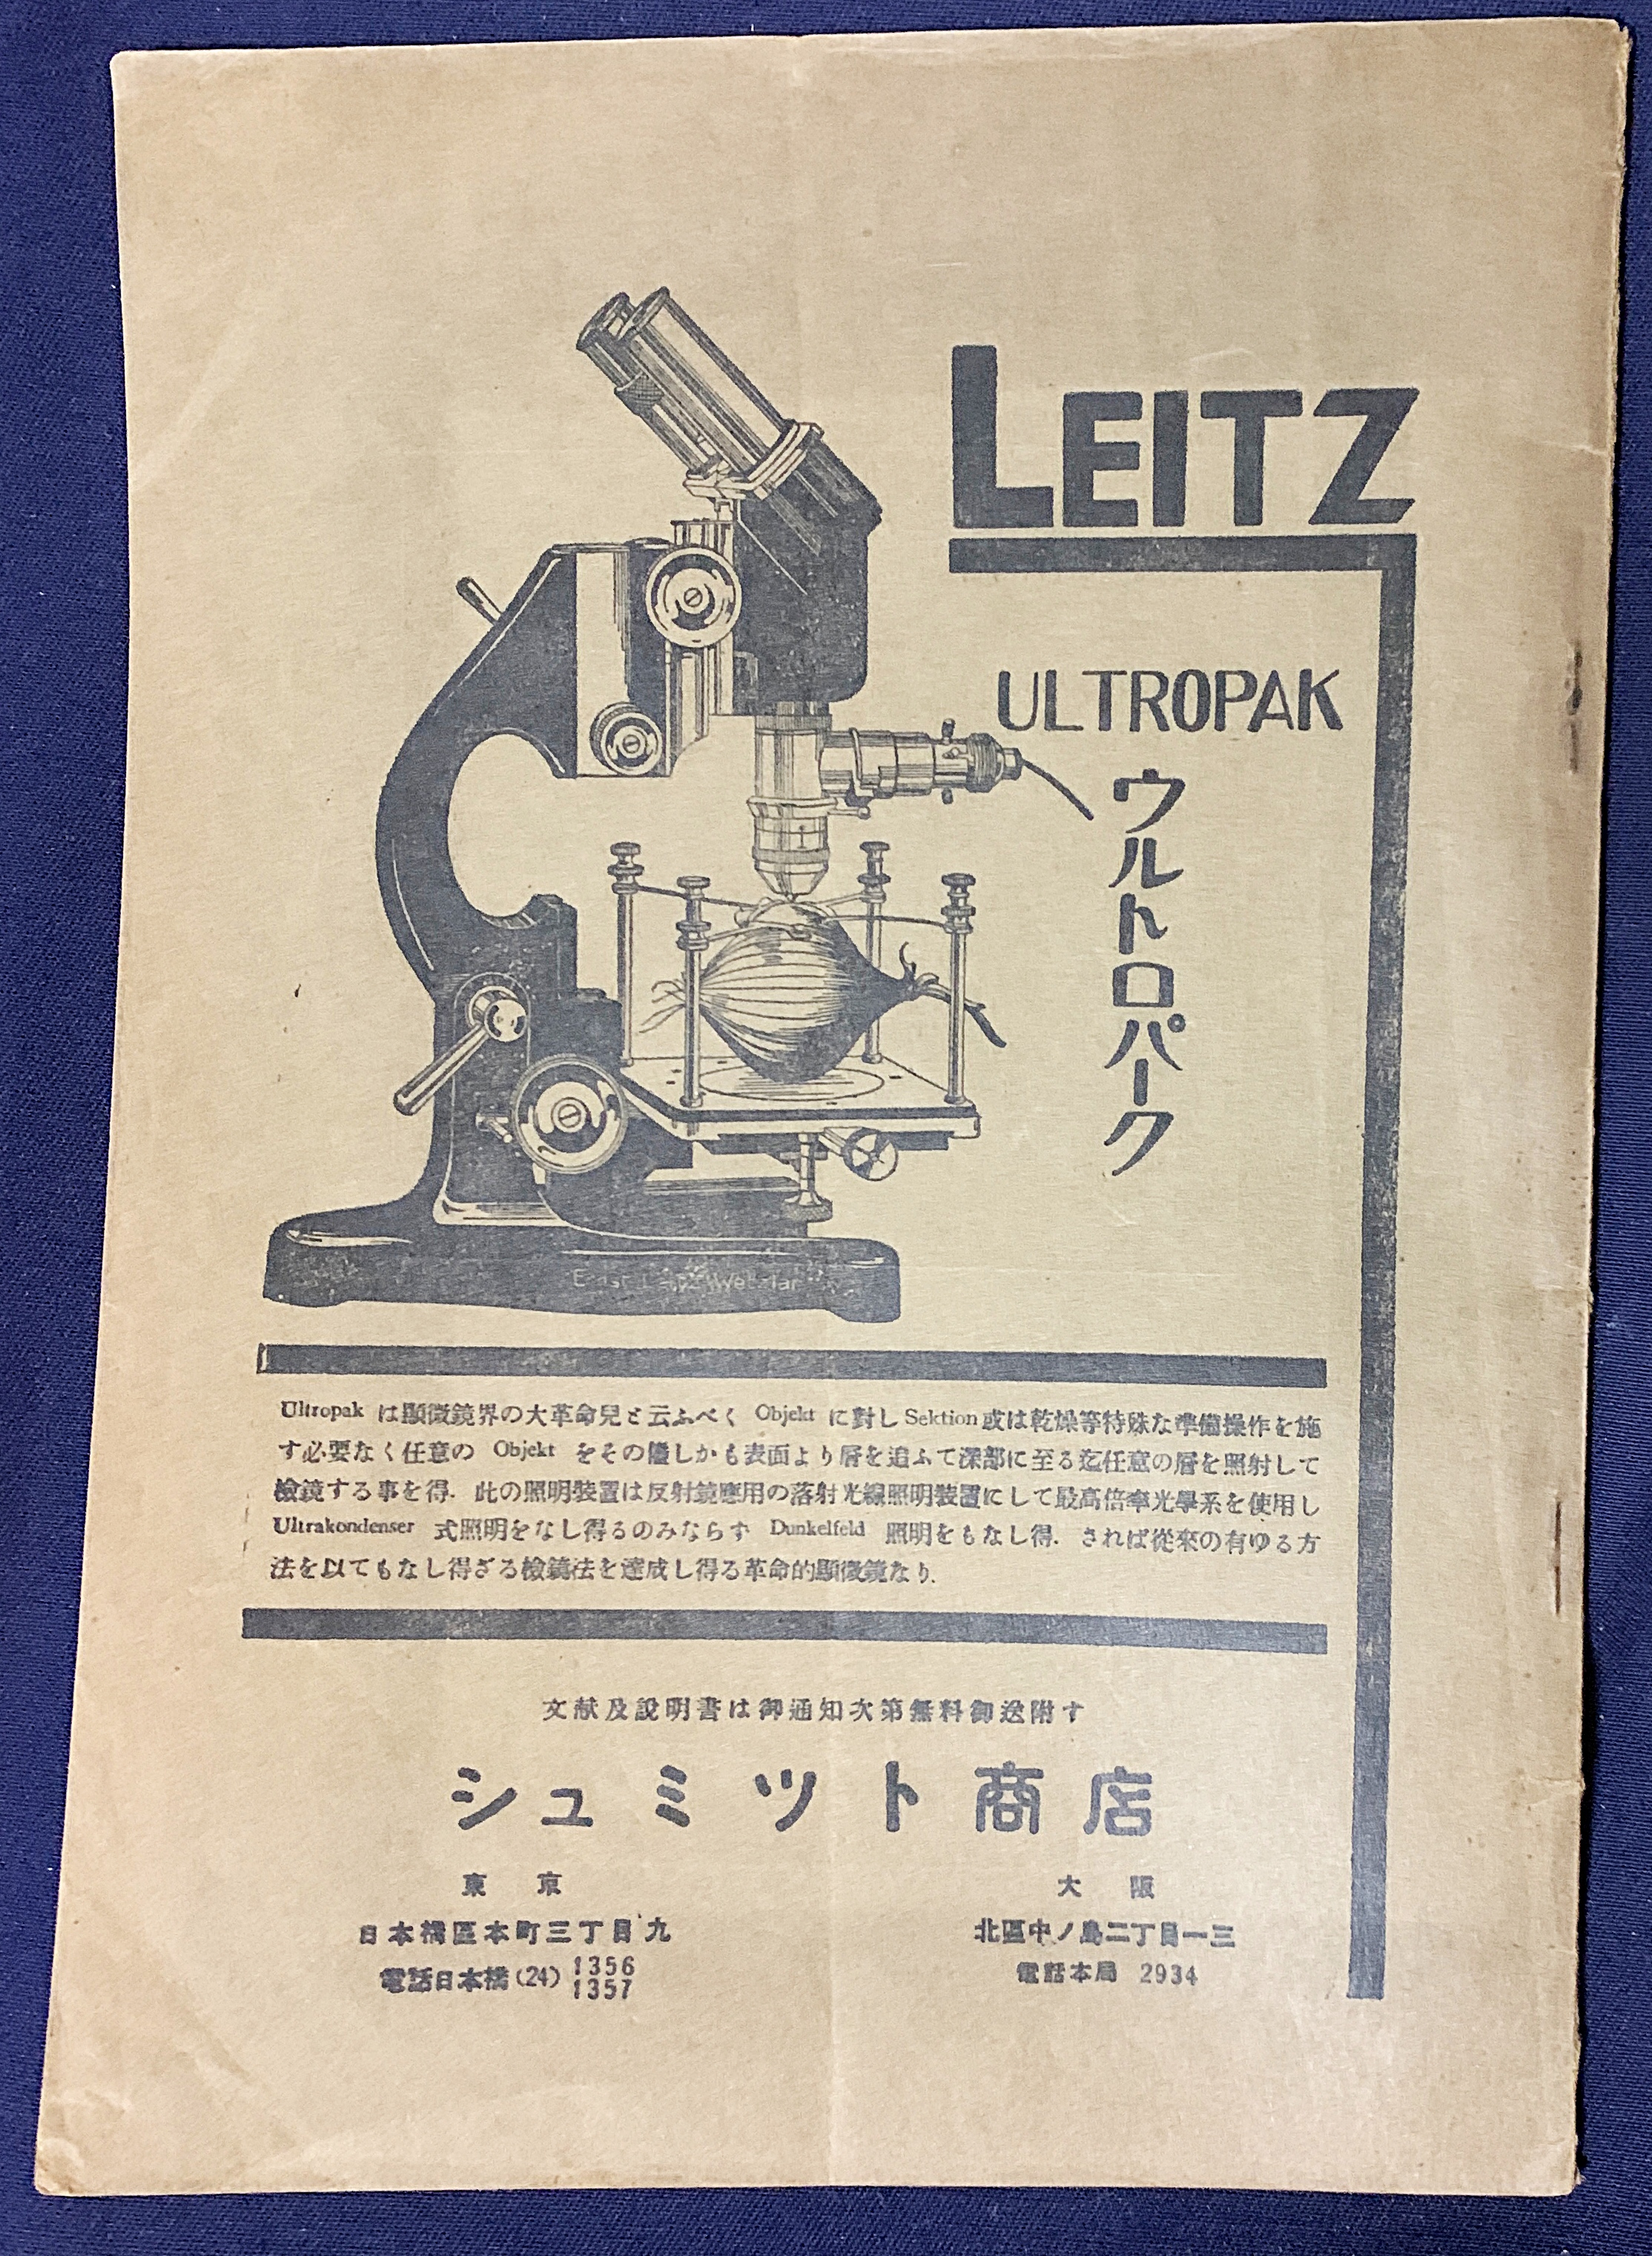 LEITZ
ULTROPAK
ウルトロパーク
Ernst Leitz Wetzlar
Ultropak は顯微鏡界の大革命兒と云ふべく Objekt に對し Sektion 或は乾燥等特殊な準備操作を施
す必要なく任意の Objekt をその儘しかも表面より層を追ふて深部に至る迄任意の層を照射して
檢鏡する事を得. 此の照明裝置は反射鏡應用の落射光線照明裝置にして最高倍率光學系を使用し
Ultrakondenser 式照明をなし得るのみならす Dunkelfeld 照明をもなし得. されば從來の有ゆる方
法を以てもなし得ざる檢鏡法を達成し得る革命的顯微鏡なり.
文献及說明書は御通知次第無料御送附す
シュミツト商店
東京
日本橋區本町三丁目九
電話日本橋(24) 1356
1357
大阪
北區中ノ島二丁目一三
電話本局 2934